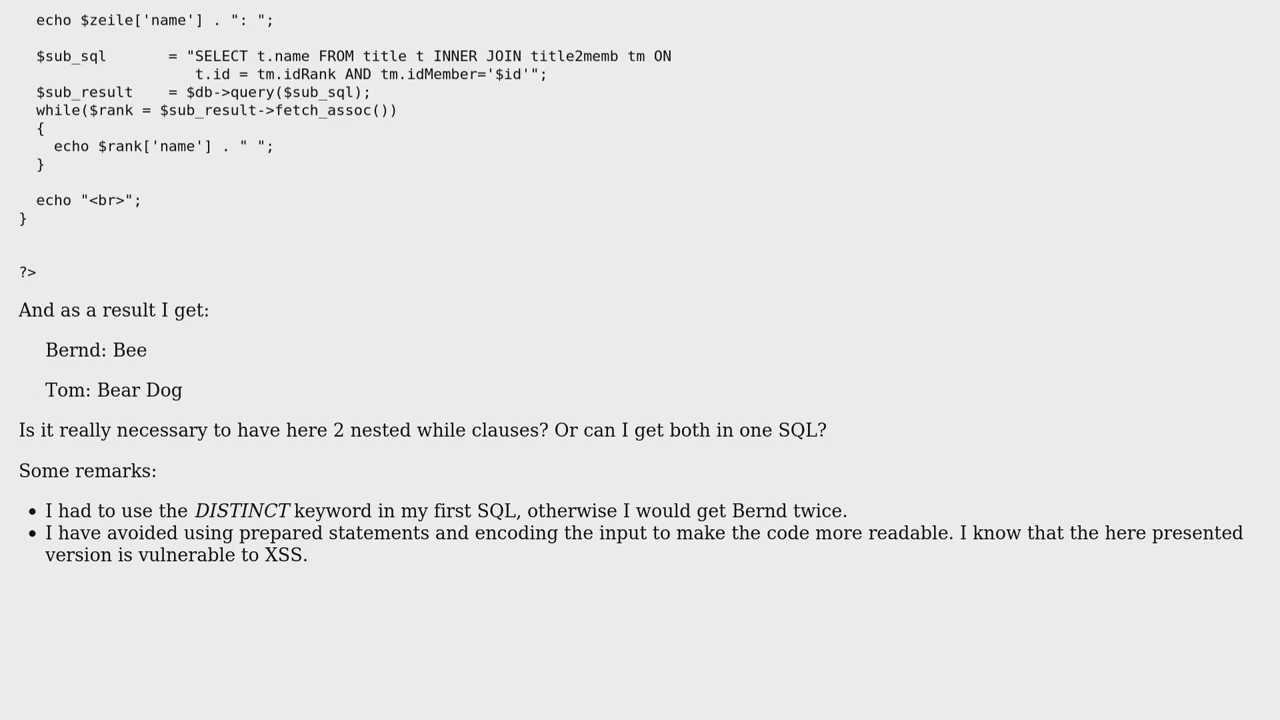 echo $zeile['name'] . ": ";
$sub_sql       = "SELECT t.name FROM title t INNER JOIN title2memb tm ON
t.id = tm.idRank AND tm.idMember='$id'";
$sub_result    = $db->query($sub_sql);
while($rank = $sub_result->fetch_assoc())
{
echo $rank['name'] . " ";
}
echo "<br>";
}
?>
And as a result I get:
Bernd: Bee
Tom: Bear Dog
Is it really necessary to have here 2 nested while clauses? Or can I get both in one SQL?
Some remarks:
• I had to use the DISTINCT keyword in my first SQL, otherwise I would get Bernd twice.
• I have avoided using prepared statements and encoding the input to make the code more readable. I know that the here presented
version is vulnerable to XSS.